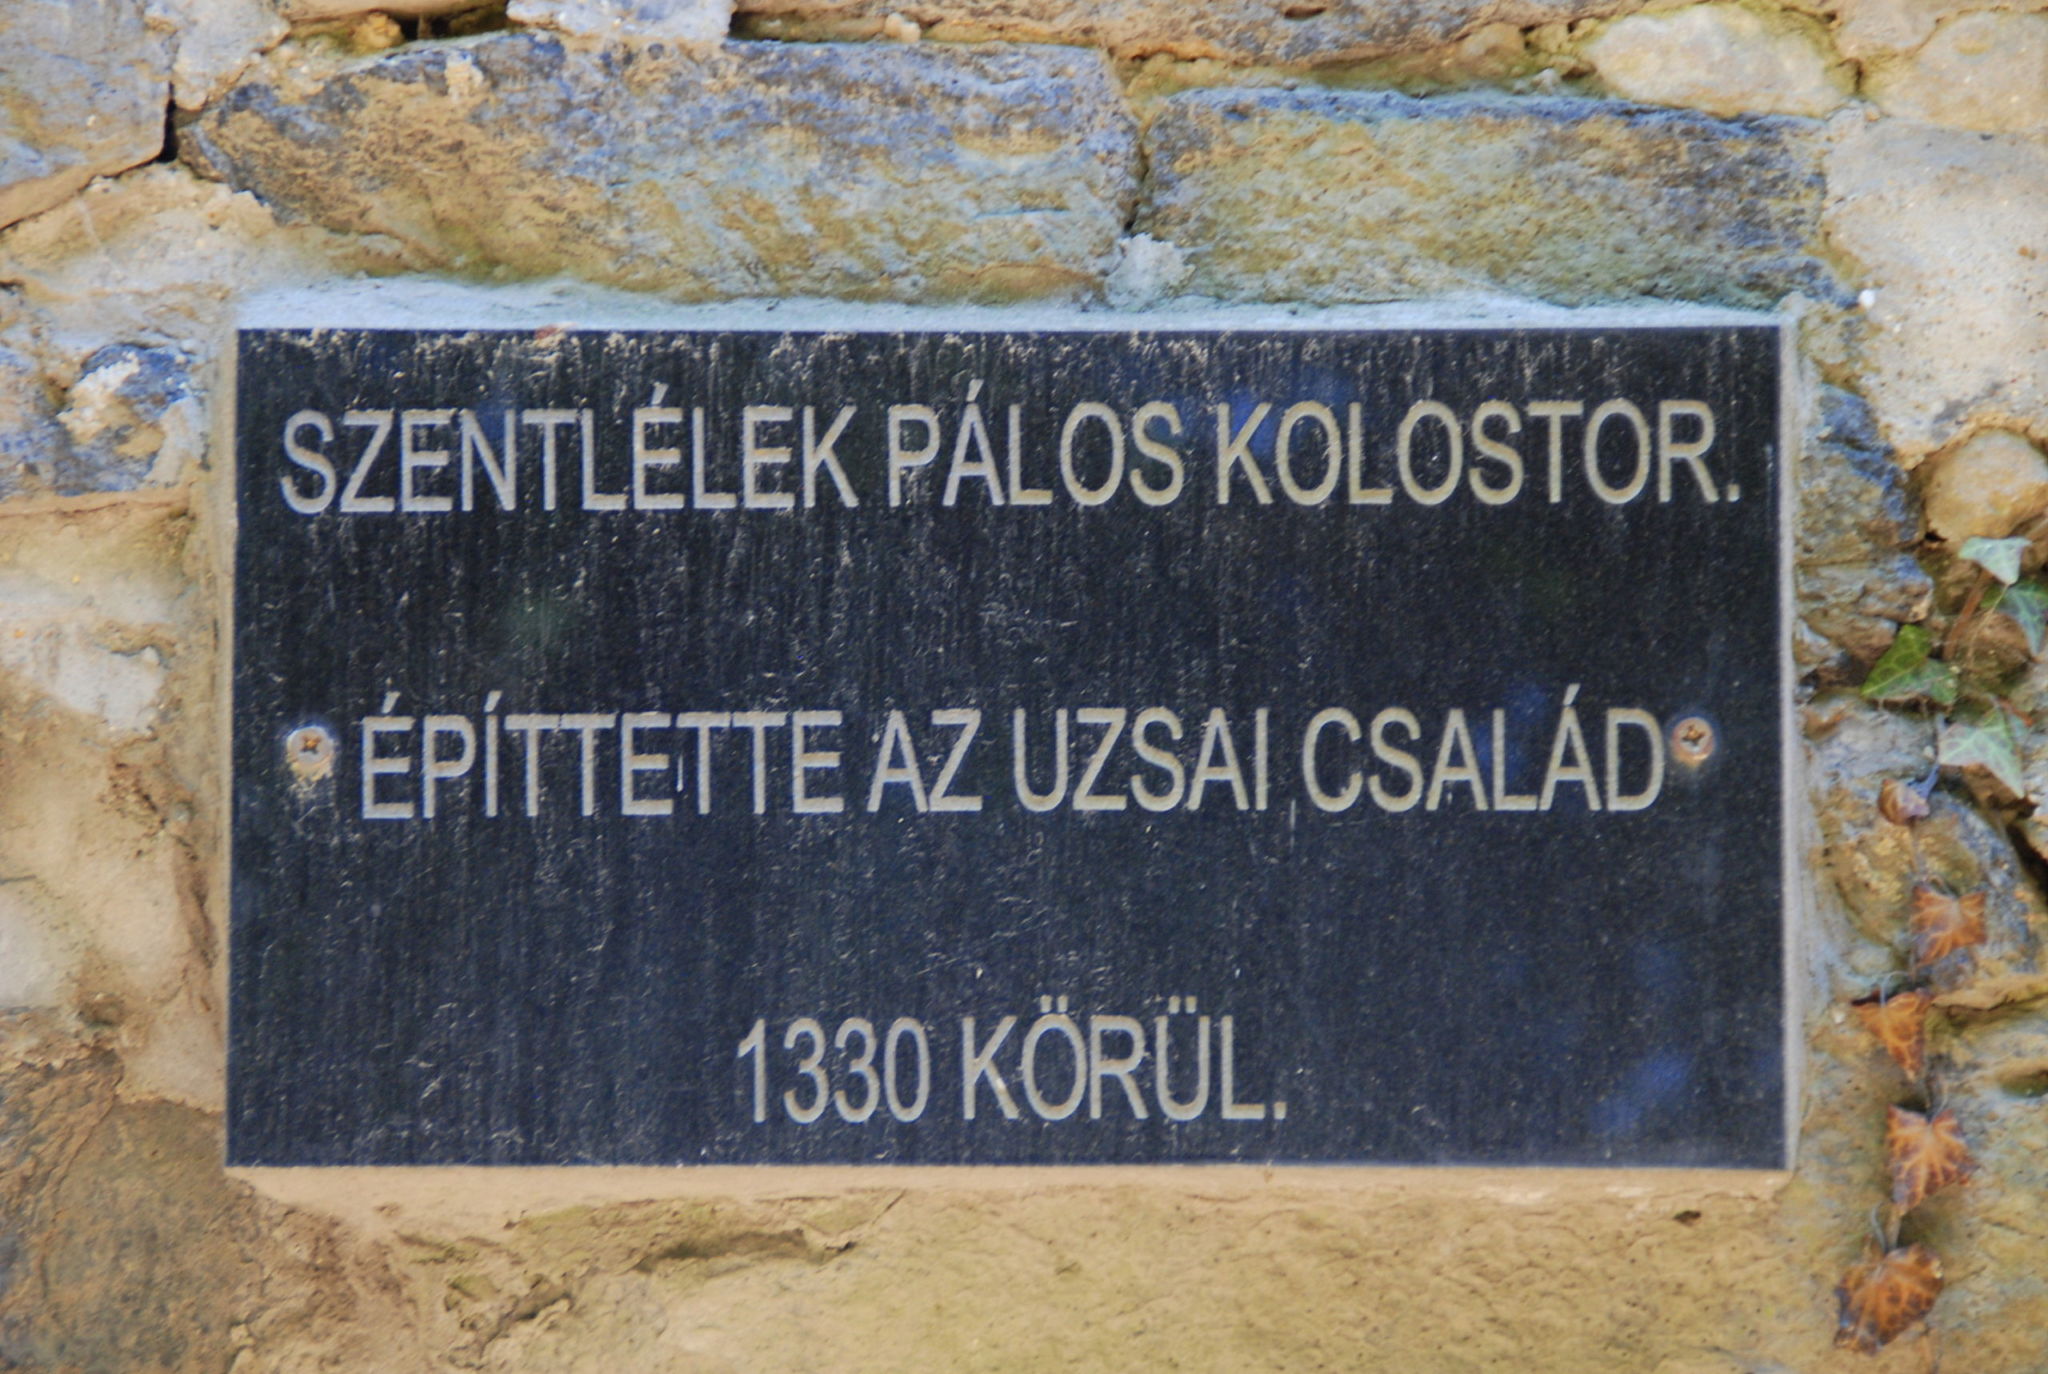 SZENTLÉLEK PÁLOS KOLOSTOR.
ÉPÍTTETTE AZ UZSAI CSALÁD
1330 KÖRÜL.